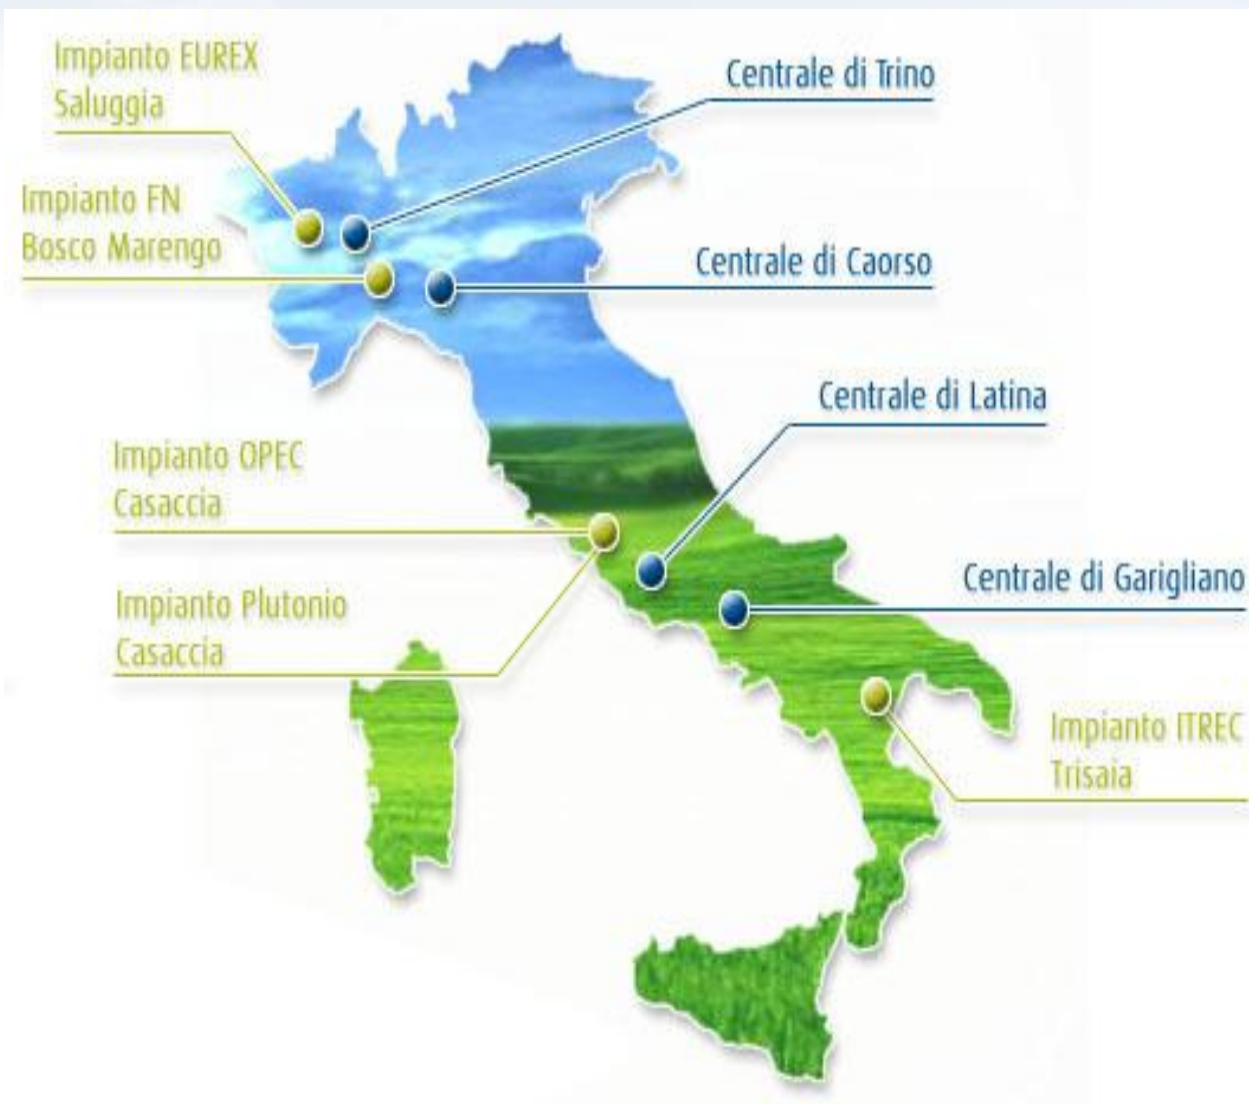 Impianto EUREX
Saluggia
Centrale di Trino
Impianto FN
Bosco Marengo
Centrale di Caorso
Centrale di Latina
Impianto OPEC
Casaccia
Centrale di Garigliano
Impianto Plutonio
Casaccia
Impianto ITREC
Trisaia